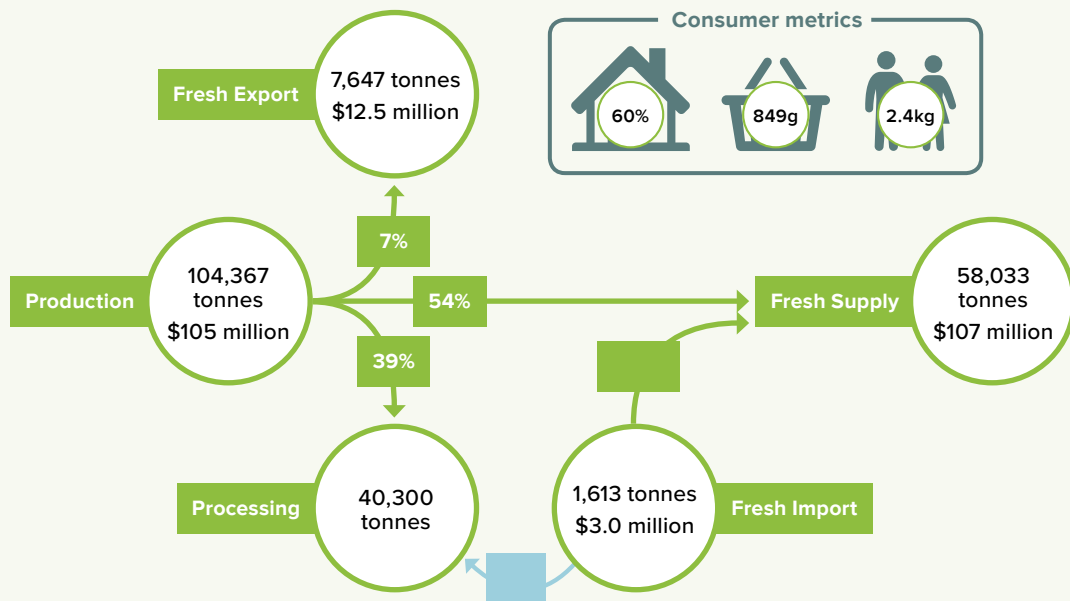 Consumer metrics
60%
849g
2.4kg
Fresh Export
7,647 tonnes
$12.5 million
7%
Production
104,367
tonnes
$105 million
54%
Fresh Supply
58,033
tonnes
$107 million
39%
Processing
40,300
tonnes
1,613 tonnes
$3.0 million
Fresh Import